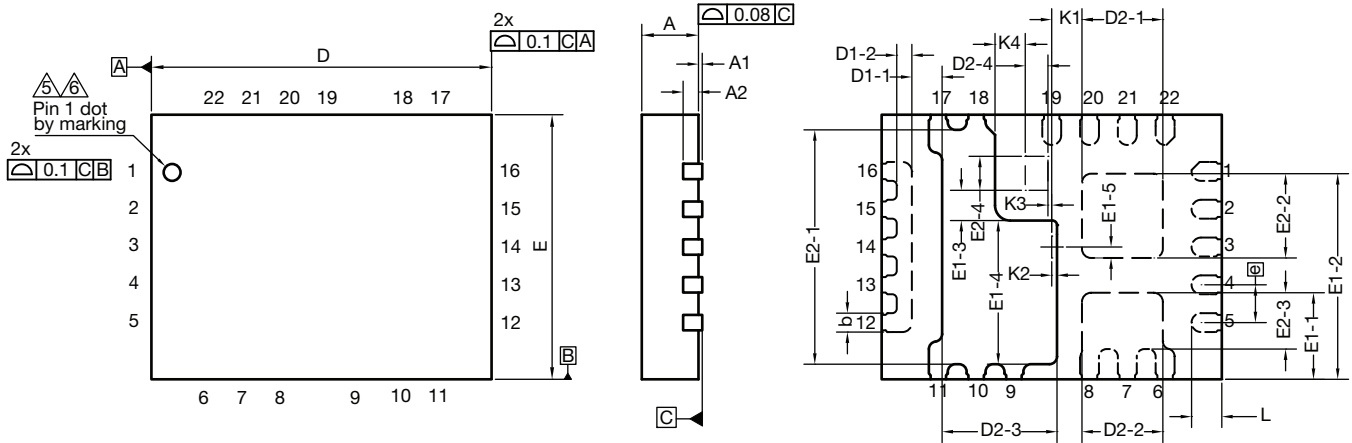 2x
⌓ 0.1 C A
A
D
5 6
Pin 1 dot
by marking
22 21 20 19 18 17
2x
⌓ 0.1 C B
1
2
3
4
5
16
15
14
13
12
E
B
6 7 8 9 10 11
⌓ 0.08 C
A
A1
A2
C
K1 D2-1
K4
D1-2
D2-4
D1-1
17 18 19 20 21 22
16
15
14
13
12
1
2
3
4
5
E2-1
b
E1-3
E2-4
E1-4
K3
K2
E1-5
E2-2
E2-3
E1-1
E1-2
e
11 10 9 8 7 6
L
D2-3 D2-2